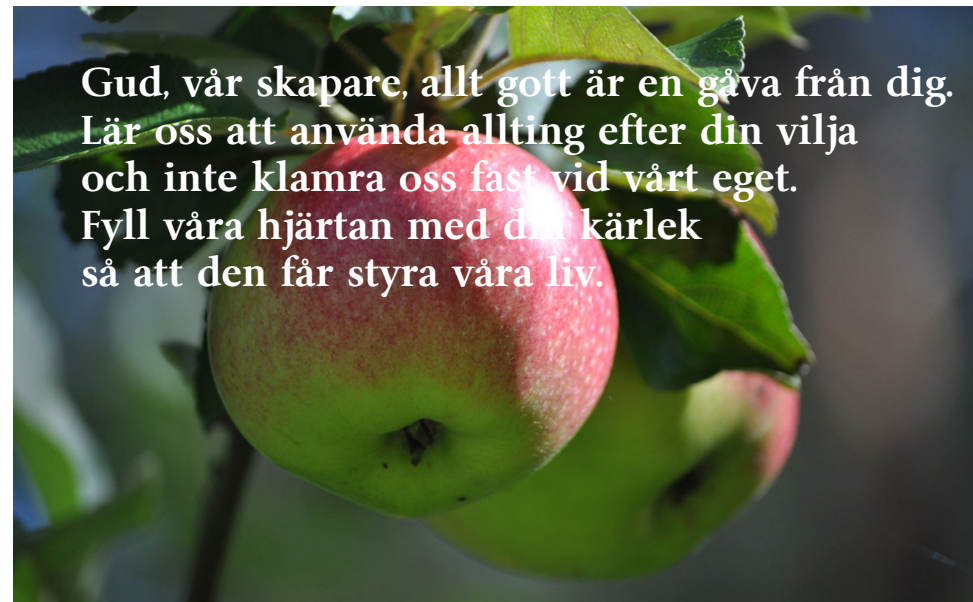 Gud, vår skapare, allt gott är en gåva från dig.
Lär oss att använda allting efter din vilja
och inte klamra oss fast vid vårt eget.
Fyll våra hjärtan med din kärlek
så att den får styra våra liv.